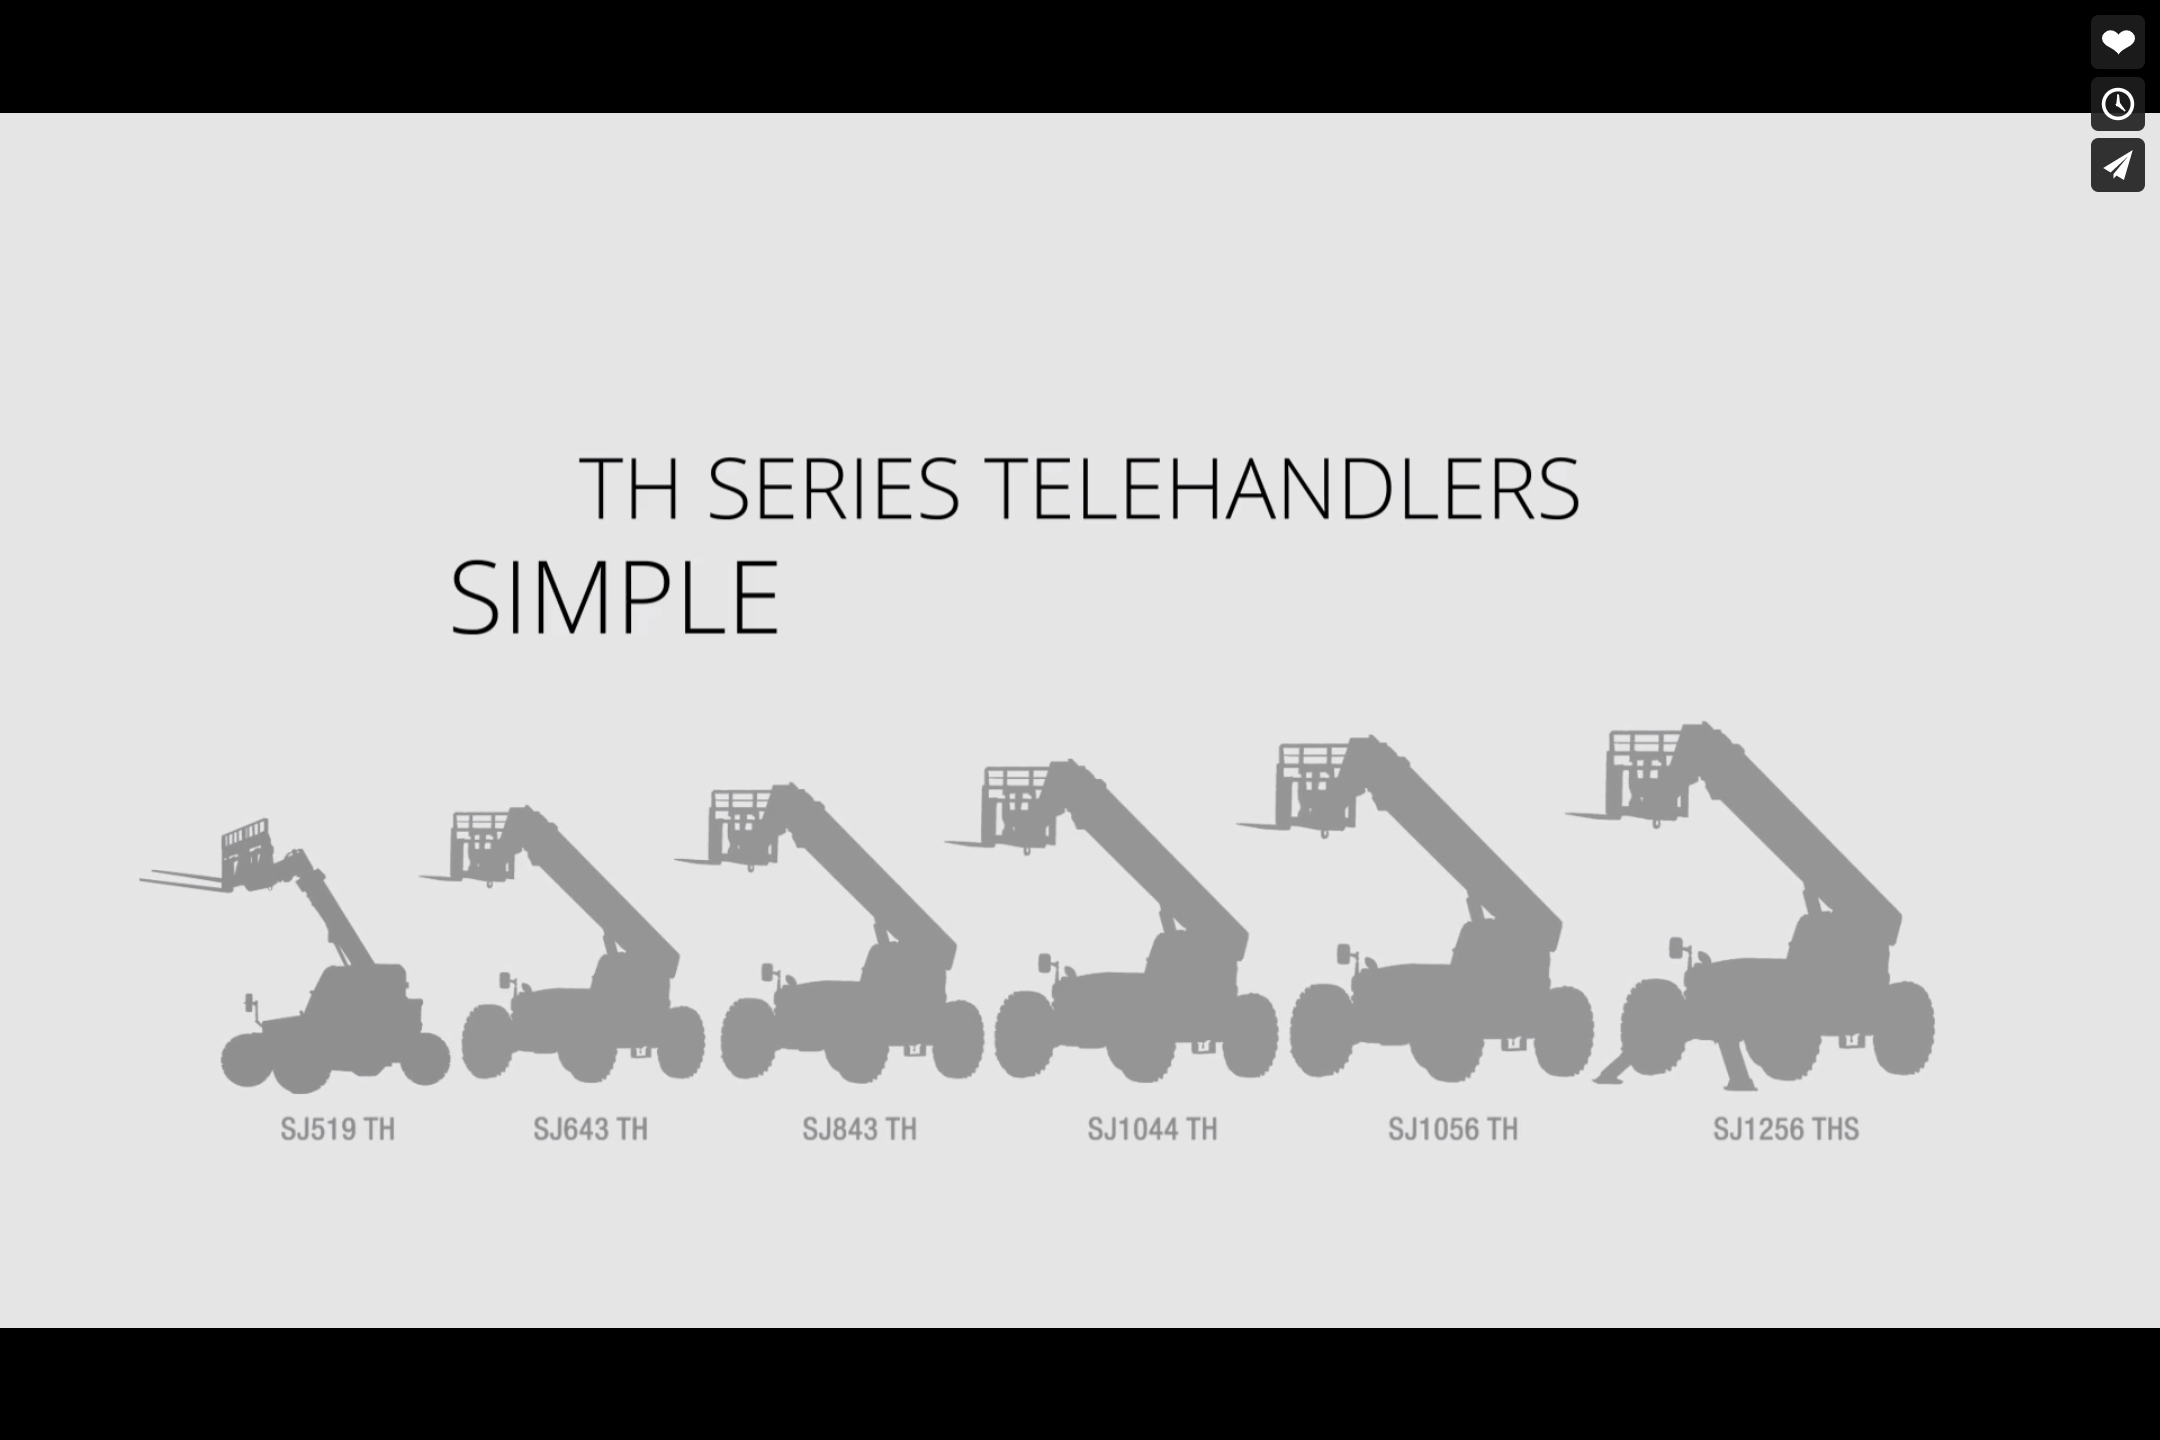 TH SERIES TELEHANDLERS
SIMPLE
SJ519 TH SJ643 TH SJ843 TH SJ1044 TH SJ1056 TH SJ1256 THS